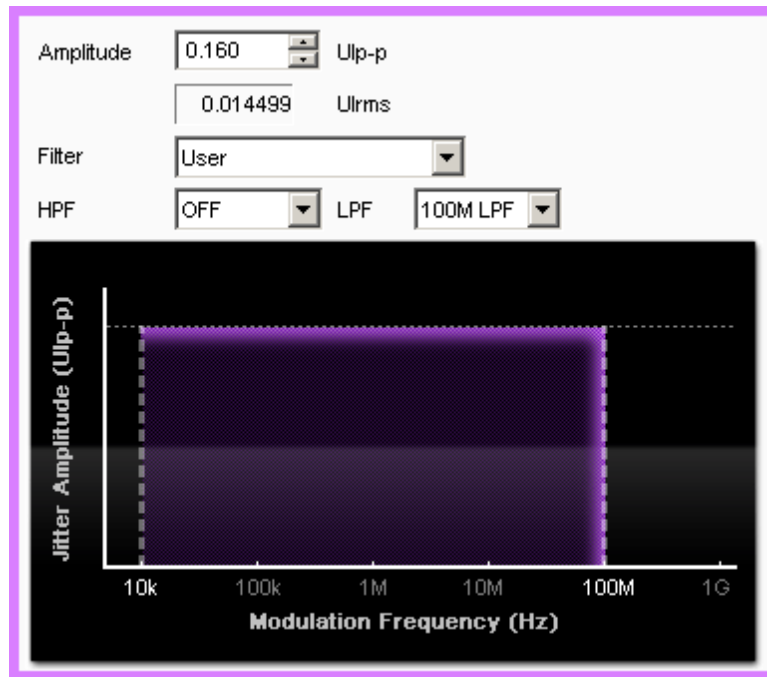 Amplitude 0.160 UIp-p
0.014499 UIrms
Filter User
HPF OFF LPF 100M LPF
Jitter Amplitude (UIp-p)
10k 100k 1M 10M 100M 1G
Modulation Frequency (Hz)